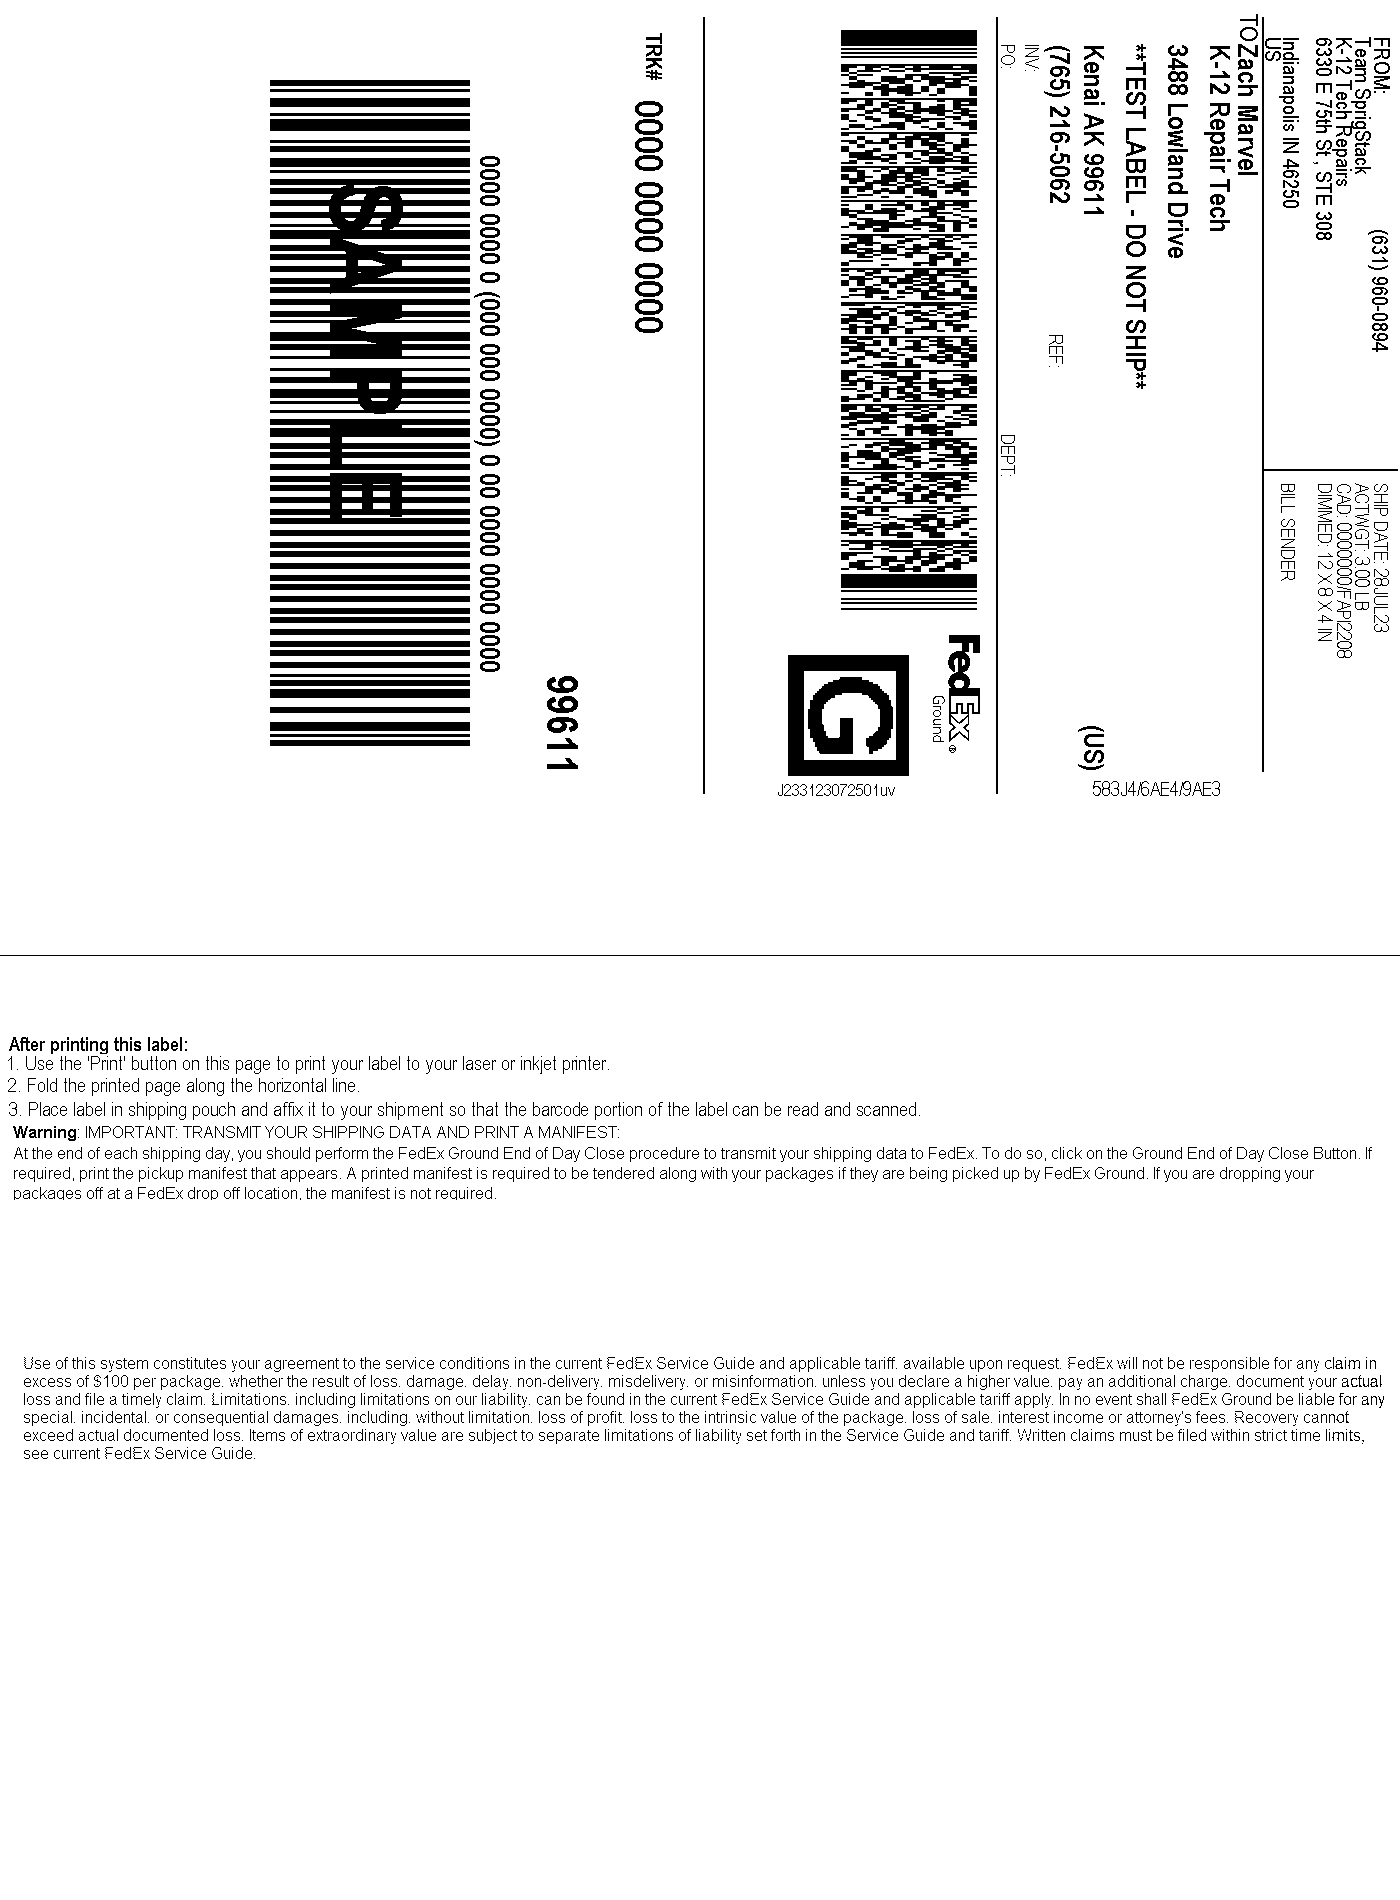 FROM:
(631) 960-0894
Team SprigStack
K-12 Tech Repairs
6330 E 75th St , STE 308
Indianapolis IN 46250
US
SHIP DATE: 28JUL23
ACTWGT: 3.00 LB
CAD: 0000000/FAPI2208
DIMMED: 12 X 8 X 4 IN
BILL SENDER
TO Zach Marvel
K-12 Repair Tech
3488 Lowland Drive
**TEST LABEL - DO NOT SHIP**
Kenai AK 99611
(US)
(765) 216-5062
REF:
INV:
PO:
DEPT:
583J4/6AE4/9AE3
FedEx ®
Ground
G
J233123072501uv
TRK# 0000 0000 0000
99611
0000 0000 0 (000 000 0000) 0 00 0000 0000 0000
SAMPLE
After printing this label:
1. Use the 'Print' button on this page to print your label to your laser or inkjet printer.
2. Fold the printed page along the horizontal line.
3. Place label in shipping pouch and affix it to your shipment so that the barcode portion of the label can be read and scanned.
Warning: IMPORTANT: TRANSMIT YOUR SHIPPING DATA AND PRINT A MANIFEST:
At the end of each shipping day, you should perform the FedEx Ground End of Day Close procedure to transmit your shipping data to FedEx. To do so, click on the Ground End of Day Close Button. If
required, print the pickup manifest that appears. A printed manifest is required to be tendered along with your packages if they are being picked up by FedEx Ground. If you are dropping your
packages off at a FedEx drop off location, the manifest is not required.
Use of this system constitutes your agreement to the service conditions in the current FedEx Service Guide and applicable tariff, available upon request. FedEx will not be responsible for any claim in
excess of $100 per package, whether the result of loss, damage, delay, non-delivery, misdelivery, or misinformation, unless you declare a higher value, pay an additional charge, document your actual
loss and file a timely claim. Limitations, including limitations on our liability, can be found in the current FedEx Service Guide and applicable tariff apply. In no event shall FedEx Ground be liable for any
special, incidental, or consequential damages, including, without limitation, loss of profit, loss to the intrinsic value of the package, loss of sale, interest income or attorney's fees. Recovery cannot
exceed actual documented loss. Items of extraordinary value are subject to separate limitations of liability set forth in the Service Guide and tariff. Written claims must be filed within strict time limits,
see current FedEx Service Guide.